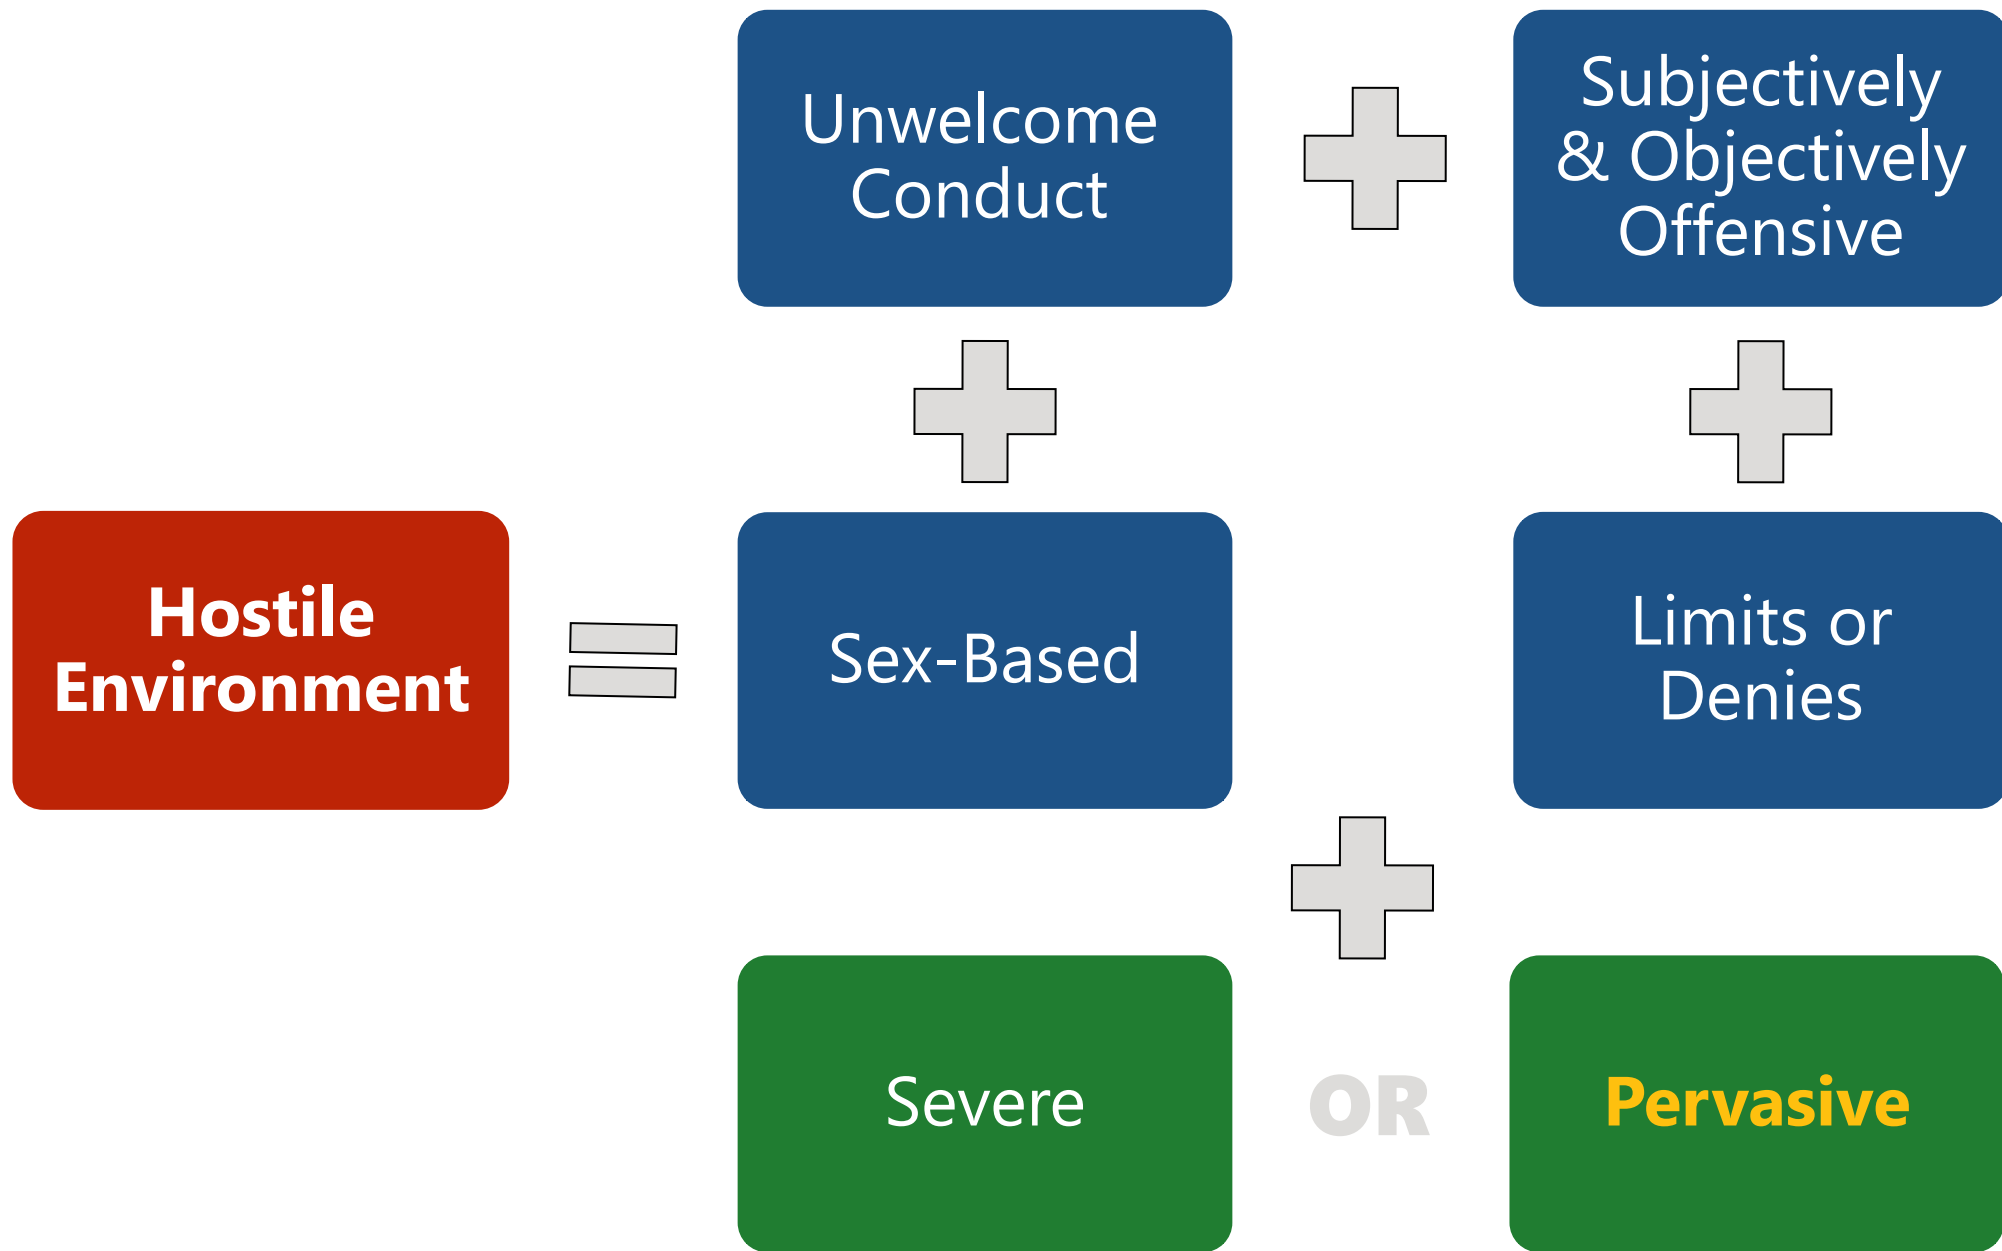 Unwelcome
Conduct
Subjectively
& Objectively
Offensive
Hostile
Environment
Sex-Based
Limits or
Denies
Severe
OR
Pervasive